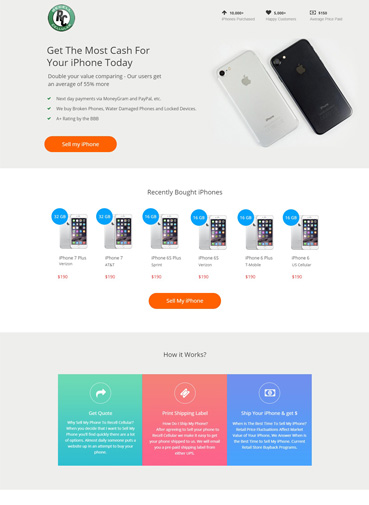 10.000+
iPhones Purchased
5,000+
Happy Customer
$150
Average Price Paid
Get The Most Cash For
Your iPhone Today
Double your value comparing - Our users get
an average of 55% more
Next day payments via MoneyGram and PayPal, etc.
We buy Broken Phones, Water Damaged Phones and Locked Devices.
A+ Rating by the BBB
Sell my iPhone
Recently Bought iPhones
32 GB
32 GB
16 GB
16 GB
16 GB
16 GB
iPhone 7 Plus
Verizon
$190
iPhone 7
AT&T
$190
iPhone 6S Plus
Sprint
$190
iPhone 6S
Verizon
$190
iPhone 6 Plus
T-Mobile
$190
iPhone 6
US Cellular
$190
Sell My iPhone
How it Works?
Get Quote
Why Sell My Phone To Recell Cellular?
When you decide that I want to Sell My
Phone you'll find quickly there are a lot
of options. Almost daily someone puts a
website up in an attempt to buy your
phone.
Print Shipping Label
How Do I Ship My Phone?
After agreeing to sell your phone to
Recell Cellular we make it easy to get
your phone shipped to us. We will email
you a pre-paid shipping label from
either UPS.
Ship Your iPhone & get $
When Is The Best Time To Sell My iPhone?
Retail Price Fluctuations Affect Market
Value of Your iPhone. We Answer When is
the Best Time to Sell My iPhone. Current
Retail Store Buyback Programs.